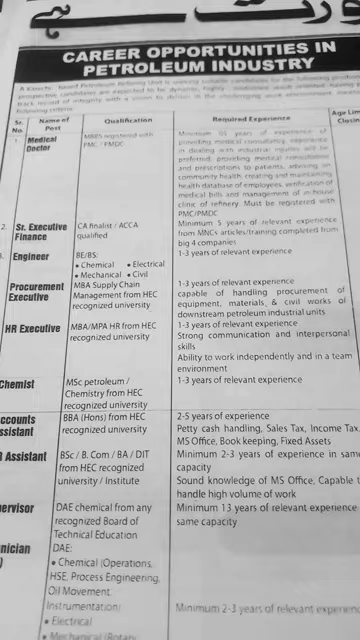 CAREER OPPORTUNITIES IN
PETROLEUM INDUSTRY
Sr.
No.
Name of
Post
Qualification
Required Experience
Age Lim
Closin
Medical
Doctor
MBBS registered with
PMC / PMDC
Minimum 05 years of experience of
providing medical consultancy, experience
in dealing with industrial injuries will be
preferred, providing medical consultation
and prescriptions to patients, advising on
community health, creating and maintaining
health database of employees, verification of
medical bills and management of in-house
clinic of refinery. Must be registered with
PMC/PMDC
2.
Sr. Executive
Finance
CA finalist / ACCA
qualified
Minimum 5 years of relevant experience
from MNCs articles/training completed from
big 4 companies
Engineer
BE/BS:
• Chemical • Electrical
• Mechanical • Civil
1-3 years of relevant experience
Procurement
Executive
MBA Supply Chain
Management from HEC
recognized university
1-3 years of relevant experience
capable of handling procurement of
equipment, materials, & civil works of
downstream petroleum industrial units
HR Executive
MBA/MPA HR from HEC
recognized university
1-3 years of relevant experience
Strong communication and interpersonal
skills
Ability to work independently and in a team
environment
Chemist
MSc petroleum /
Chemistry from HEC
recognized university
1-3 years of relevant experience
ccounts
ssistant
BBA (Hons) from HEC
recognized university
2-5 years of experience
Petty cash handling, Sales Tax, Income Tax,
MS Office, Book keeping, Fixed Assets
Assistant
BSc / B. Com / BA / DIT
from HEC recognized
university / Institute
Minimum 2-3 years of experience in same
capacity
Sound knowledge of MS Office, Capable t
handle high volume of work
ervisor
DAE chemical from any
recognized Board of
Technical Education
Minimum 13 years of relevant experience
same capacity
nician
)
DAE:
• Chemical (Operations,
HSE, Process Engineering,
Oil Movement,
Instrumentation)
• Electrical
• Mechanical (Rotary,
Minimum 2-3 years of relevant experience